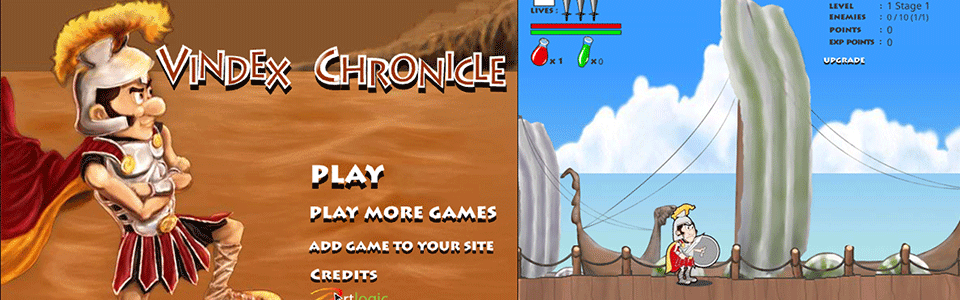 VINDEX CHRONICLE
PLAY
PLAY MORE GAMES
ADD GAME TO YOUR SITE
CREDITS
artlogic
LIVES :
x 1
x 0
LEVEL : 1 Stage 1
ENEMIES : 0 / 10 (1/1)
POINTS : 0
EXP POINTS : 0
UPGRADE